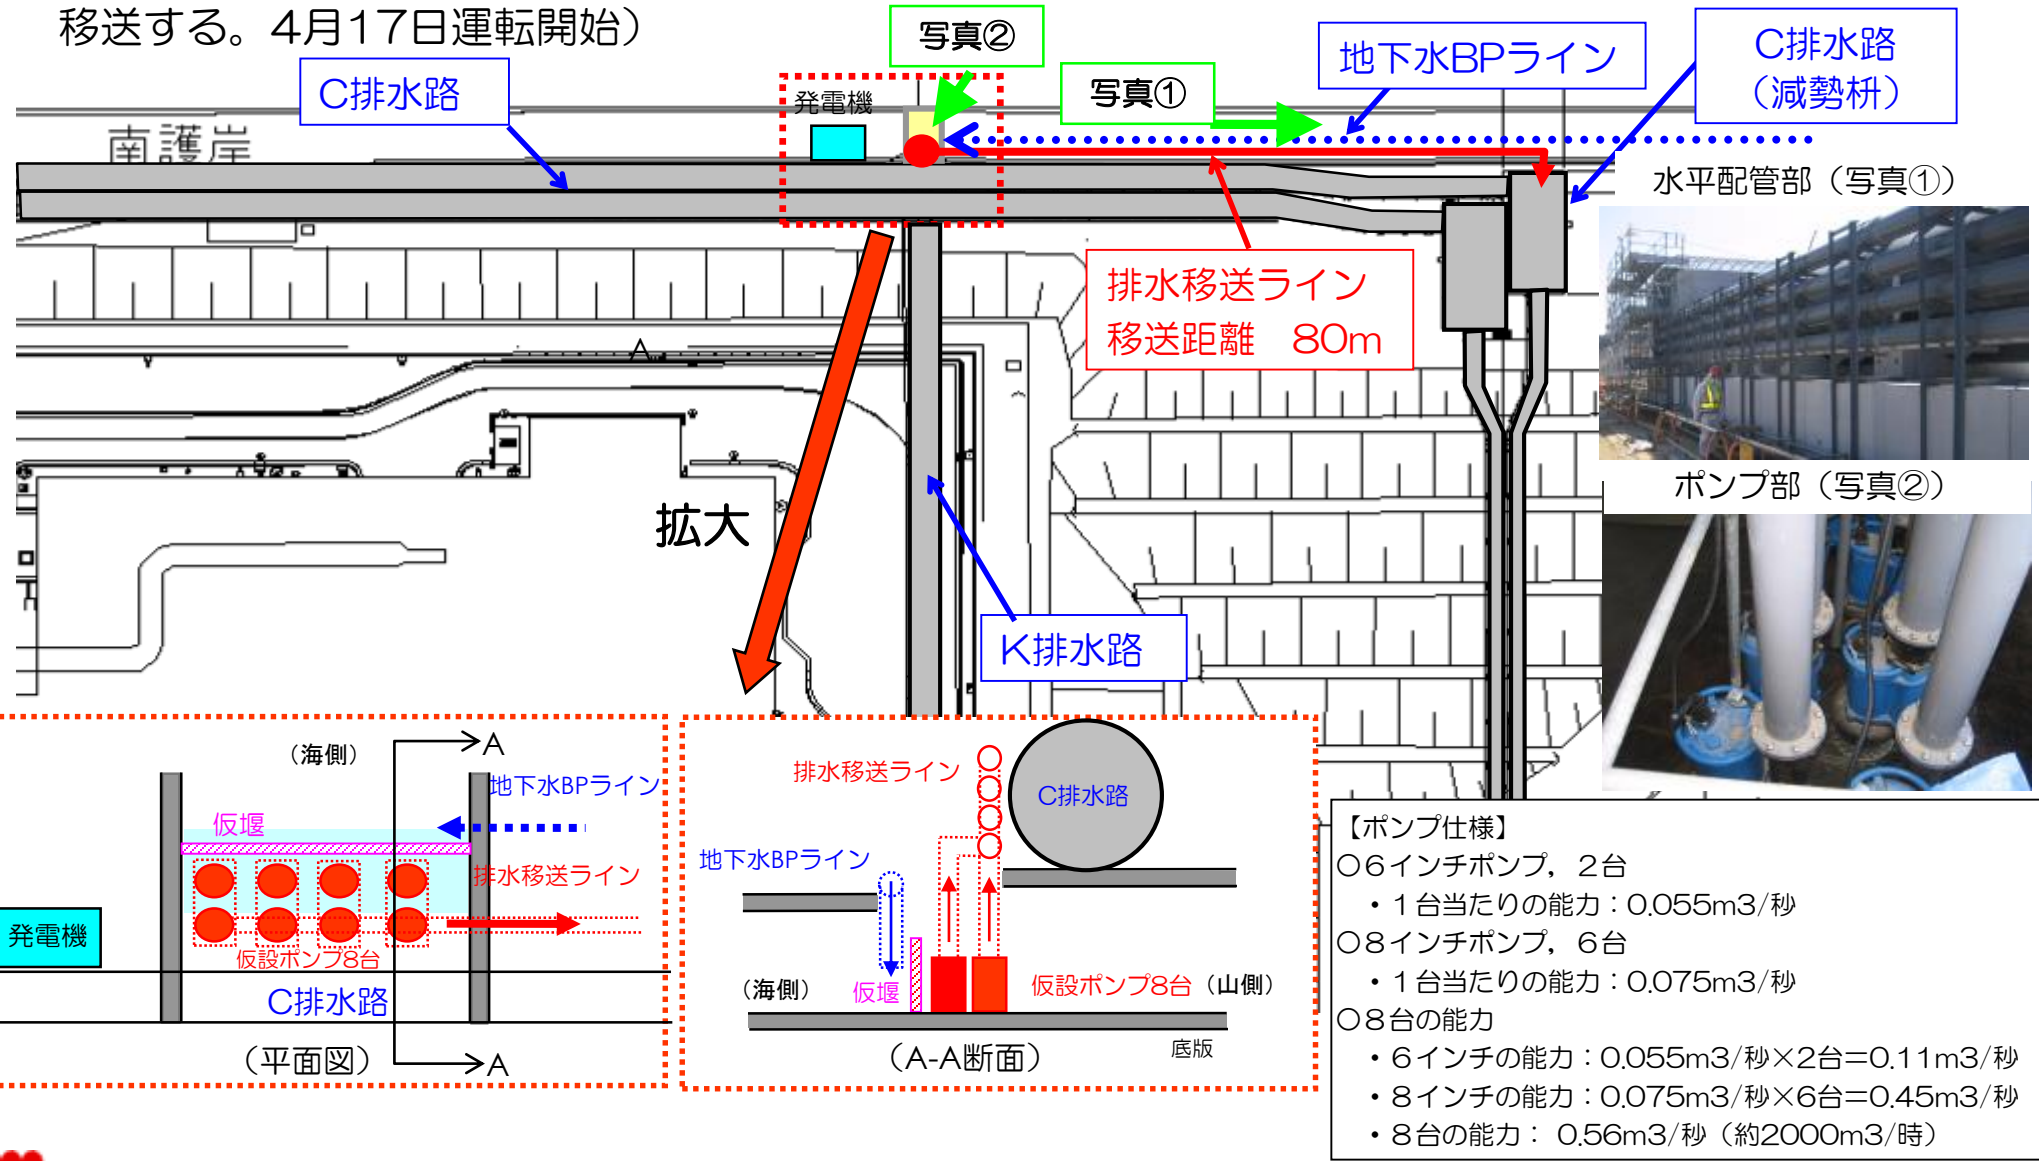 移送する。4月17日運転開始）
写真②
C排水路
（減勢枡）
地下水BPライン
C排水路
写真①
発電機
南護岸
水平配管部（写真①）
排水移送ライン
移送距離　80m
A
ポンプ部（写真②）
拡大
K排水路
（海側）
A
地下水BPライン
仮堰
排水移送ライン
発電機
仮設ポンプ8台
C排水路
（平面図）
A
排水移送ライン
C排水路
地下水BPライン
（海側）
仮堰
仮設ポンプ8台
（山側）
（A-A断面）
底版
【ポンプ仕様】
〇6インチポンプ，2台
・1台当たりの能力：0.055m3/秒
〇8インチポンプ，6台
・1台当たりの能力：0.075m3/秒
〇8台の能力
・6インチの能力：0.055m3/秒×2台＝0.11m3/秒
・8インチの能力：0.075m3/秒×6台＝0.45m3/秒
・8台の能力： 0.56m3/秒（約2000m3/時）